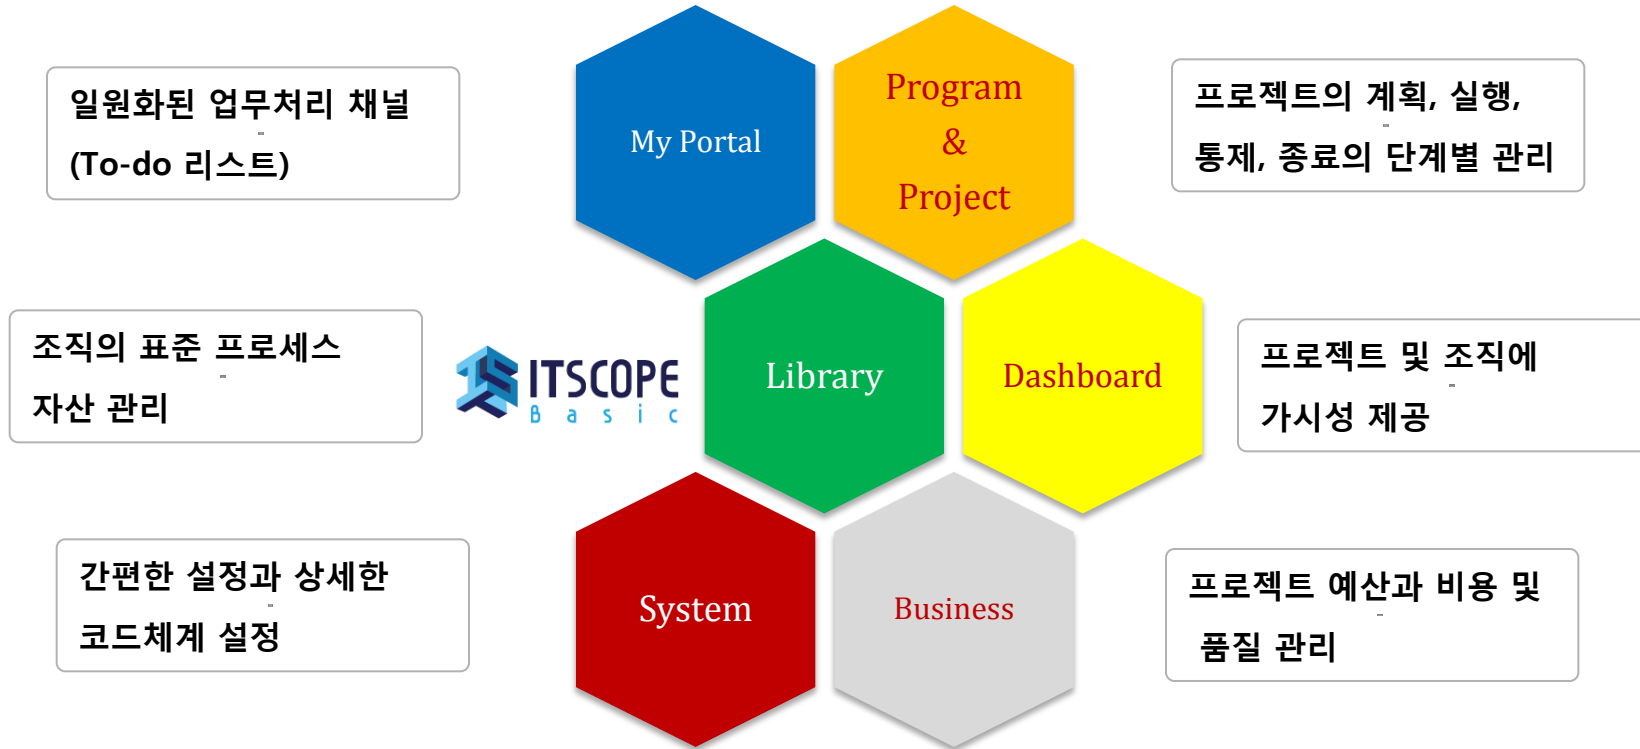 일원화된 업무처리 채널
(To-do 리스트)
My Portal
Program
&
Project
프로젝트의 계획, 실행,
통제, 종료의 단계별 관리
조직의 표준 프로세스
자산 관리
ITSCOPE
Basic
Library
Dashboard
프로젝트 및 조직에
가시성 제공
간편한 설정과 상세한
코드체계 설정
System
Business
프로젝트 예산과 비용 및
품질 관리